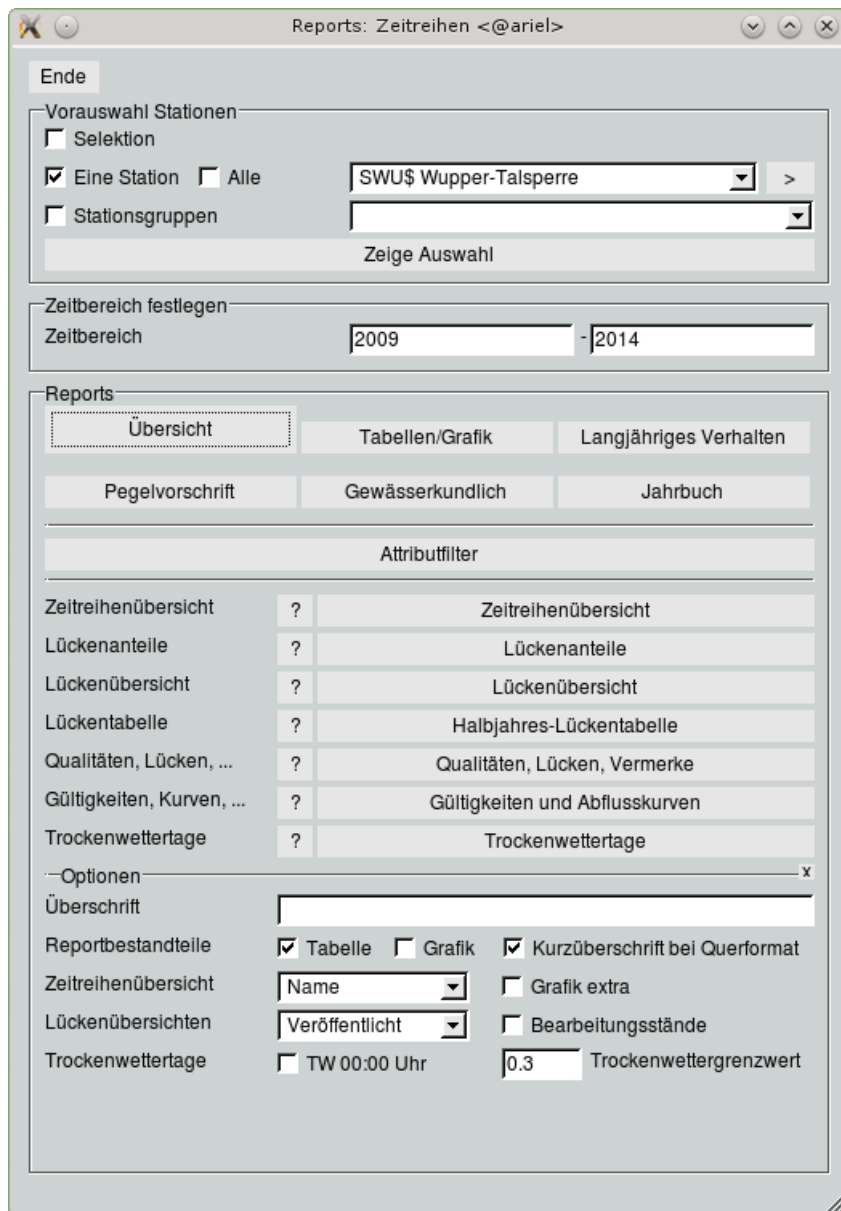 Reports: Zeitreihen <@ariel>
Ende
Vorauswahl Stationen
Selektion
Eine Station Alle SWU$ Wupper-Talsperre >
Stationsgruppen
Zeige Auswahl
Zeitbereich festlegen
Zeitbereich 2009 - 2014
Reports
Übersicht Tabellen/Grafik Langjähriges Verhalten
Pegelvorschrift Gewässerkundlich Jahrbuch
Attributfilter
Zeitreihenübersicht ? Zeitreihenübersicht
Lückenanteile ? Lückenanteile
Lückenübersicht ? Lückenübersicht
Lückentabelle ? Halbjahres-Lückentabelle
Qualitäten, Lücken, ... ? Qualitäten, Lücken, Vermerke
Gültigkeiten, Kurven, ... ? Gültigkeiten und Abflusskurven
Trockenwettertage ? Trockenwettertage
Optionen x
Überschrift
Reportbestandteile Tabelle Grafik Kurzüberschrift bei Querformat
Zeitreihenübersicht Name Grafik extra
Lückenübersichten Veröffentlicht Bearbeitungsstände
Trockenwettertage TW 00:00 Uhr 0.3 Trockenwettergrenzwert